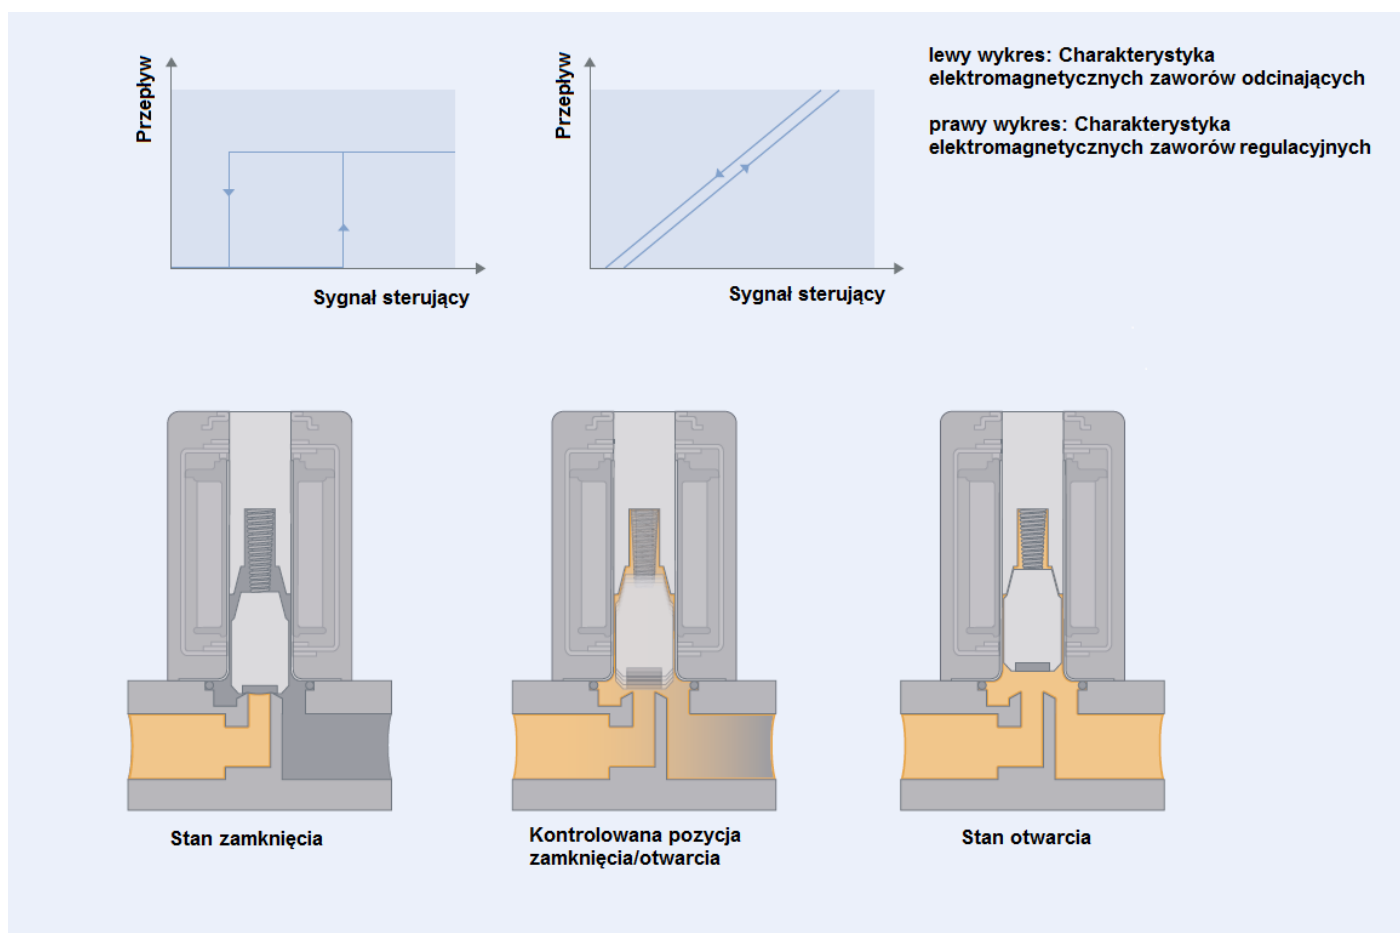 Przepływ
Sygnał sterujący
Przepływ
Sygnał sterujący
lewy wykres: Charakterystyka
elektromagnetycznych zaworów odcinających
prawy wykres: Charakterystyka
elektromagnetycznych zaworów regulacyjnych
Stan zamknięcia
Kontrolowana pozycja
zamknięcia/otwarcia
Stan otwarcia